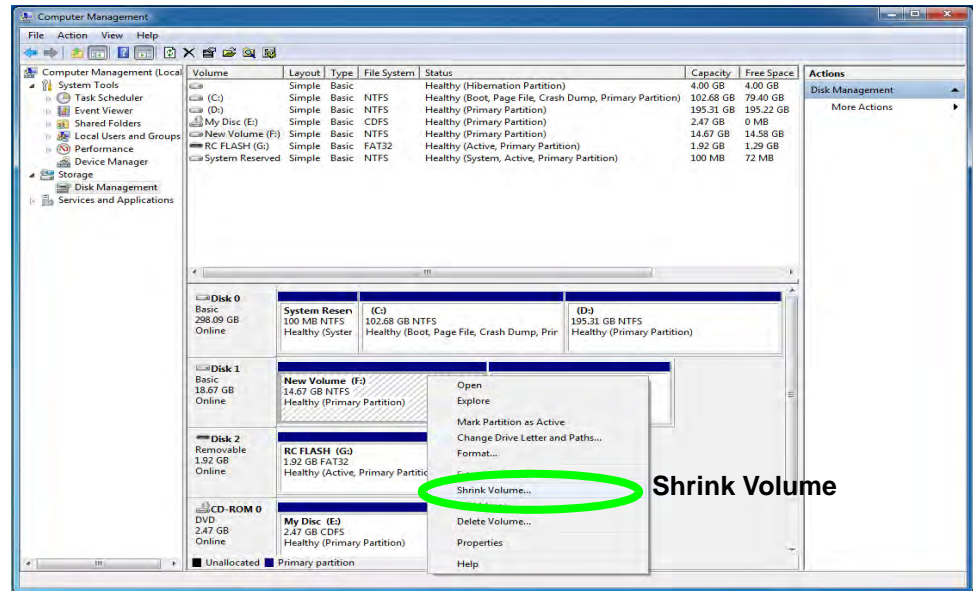 Computer Management
File Action View Help
Computer Management (Local
System Tools
Task Scheduler
Event Viewer
Shared Folders
Local Users and Groups
Performance
Device Manager
Storage
Disk Management
Services and Applications
Volume Layout Type File System Status Capacity Free Space
Simple Basic Healthy (Hibernation Partition) 4.00 GB 4.00 GB
(C:) Simple Basic NTFS Healthy (Boot, Page File, Crash Dump, Primary Partition) 102.68 GB 79.40 GB
(D:) Simple Basic NTFS Healthy (Primary Partition) 195.31 GB 195.22 GB
My Disc (E:) Simple Basic CDFS Healthy (Primary Partition) 2.47 GB 0 MB
New Volume (F:) Simple Basic NTFS Healthy (Primary Partition) 14.67 GB 14.58 GB
RC FLASH (G:) Simple Basic FAT32 Healthy (Active, Primary Partition) 1.92 GB 1.29 GB
System Reserved Simple Basic NTFS Healthy (System, Active, Primary Partition) 100 MB 72 MB
Actions
Disk Management
More Actions
Disk 0
Basic
298.09 GB
Online
System Reserv
100 MB NTFS
Healthy (Syster
(C:)
102.68 GB NTFS
Healthy (Boot, Page File, Crash Dump, Prir
(D:)
195.31 GB NTFS
Healthy (Primary Partition)
Disk 1
Basic
18.67 GB
Online
New Volume (F:)
14.67 GB NTFS
Healthy (Primary Partition)
Disk 2
Removable
1.92 GB
Online
RC FLASH (G:)
1.92 GB FAT32
Healthy (Active, Primary Partitic
CD-ROM 0
DVD
2.47 GB
Online
My Disc (E:)
2.47 GB CDFS
Healthy (Primary Partition)
Unallocated Primary partition
Open
Explore
Mark Partition as Active
Change Drive Letter and Paths...
Format...
Shrink Volume...
Delete Volume...
Properties
Help
Shrink Volume